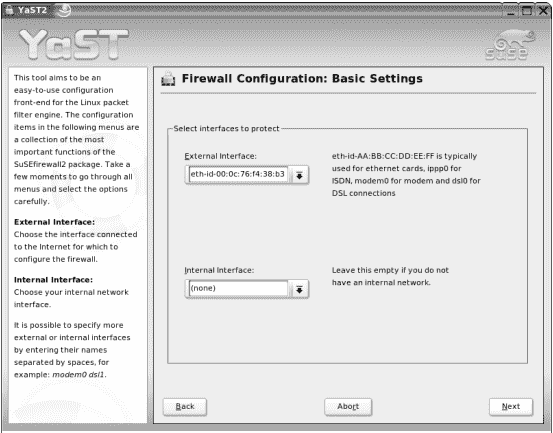 YaST2
YaST
SuSE
This tool aims to be an
easy-to-use configuration
front-end for the Linux packet
filter engine. The configuration
items in the following menus are
a collection of the most
important functions of the
SuSEfirewall2 package. Take a
few moments to go through all
menus and select the options
carefully.
External Interface:
Choose the interface connected
to the Internet for which to
configure the firewall.
Internal Interface:
Choose your internal network
interface.
It is possible to specify more
external or internal interfaces
by entering their names
separated by spaces, for
example: modem0 dsl1.
Firewall Configuration: Basic Settings
Select interfaces to protect
External Interface:
eth-id-00:0c:76:f4:38:b3
eth-id-AA:BB:CC:DD:EE:FF is typically
used for ethernet cards, ippp0 for
ISDN, modem0 for modem and dsl0 for
DSL connections
Internal Interface:
(none)
Leave this empty if you do not
have an internal network.
Back
Abort
Next